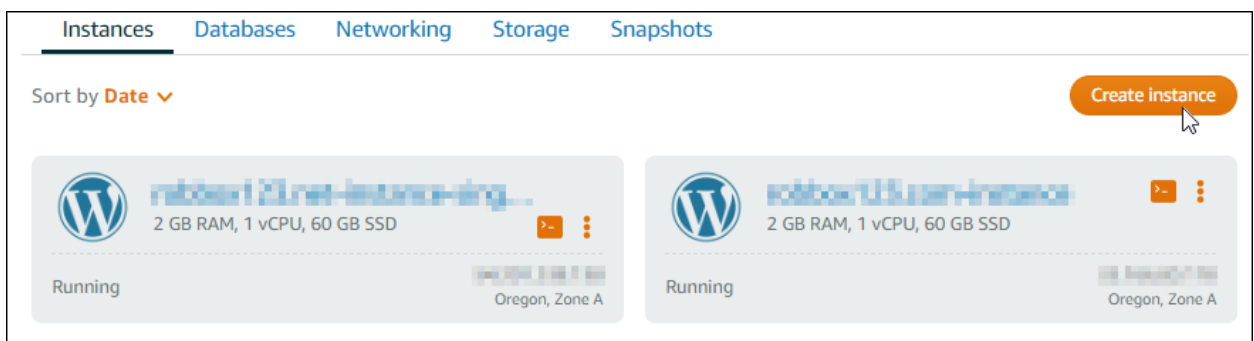 Instances Databases Networking Storage Snapshots
Sort by Date
Create instance
2 GB RAM, 1 vCPU, 60 GB SSD
Running
Oregon, Zone A
2 GB RAM, 1 vCPU, 60 GB SSD
Running
Oregon, Zone A